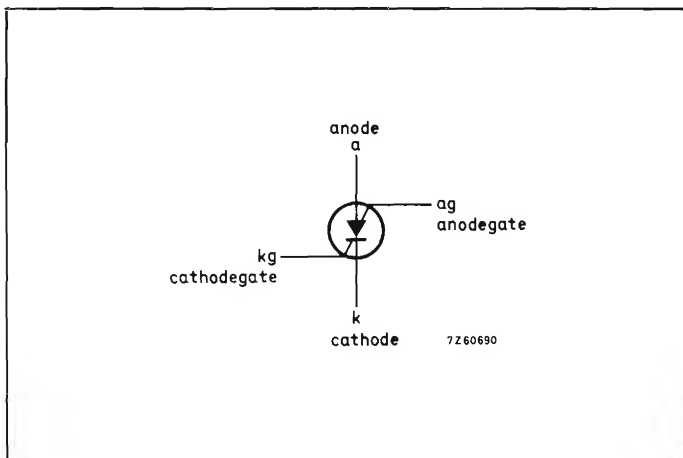 anode
a
ag
anodegate
kg
cathodegate
k
cathode
7Z60690